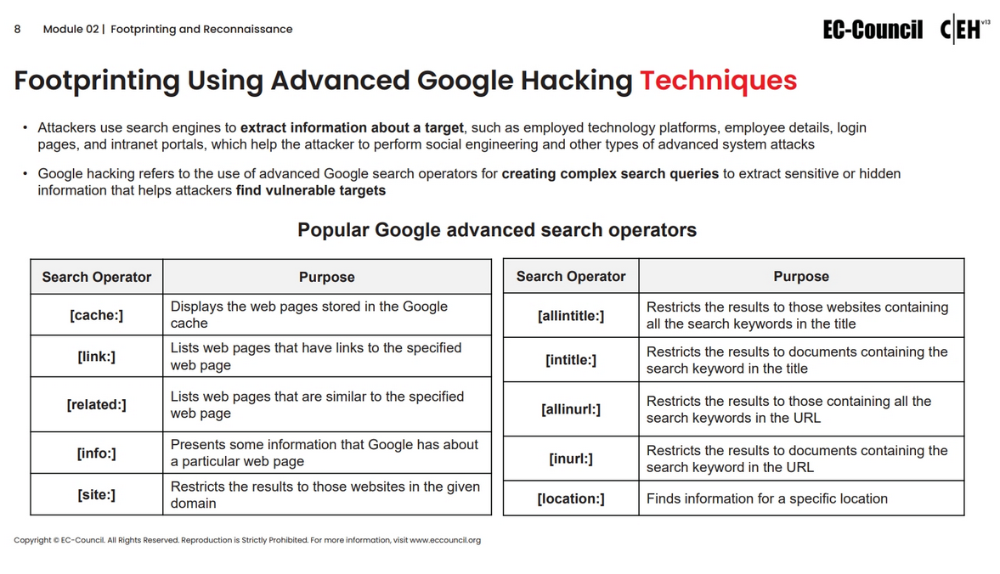 8 Module 02 | Footprinting and Reconnaissance
EC-Council C|EH v13
Footprinting Using Advanced Google Hacking Techniques
• Attackers use search engines to extract information about a target, such as employed technology platforms, employee details, login
pages, and intranet portals, which help the attacker to perform social engineering and other types of advanced system attacks
• Google hacking refers to the use of advanced Google search operators for creating complex search queries to extract sensitive or hidden
information that helps attackers find vulnerable targets
Popular Google advanced search operators
Search Operator Purpose
[cache:] Displays the web pages stored in the Google
cache
[link:] Lists web pages that have links to the specified
web page
[related:] Lists web pages that are similar to the specified
web page
[info:] Presents some information that Google has about
a particular web page
[site:] Restricts the results to those websites in the given
domain
Search Operator Purpose
[allintitle:] Restricts the results to those websites containing
all the search keywords in the title
[intitle:] Restricts the results to documents containing the
search keyword in the title
[allinurl:] Restricts the results to those containing all the
search keywords in the URL
[inurl:] Restricts the results to documents containing the
search keyword in the URL
[location:] Finds information for a specific location
Copyright © EC-Council. All Rights Reserved. Reproduction is Strictly Prohibited. For more information, visit www.eccouncil.org